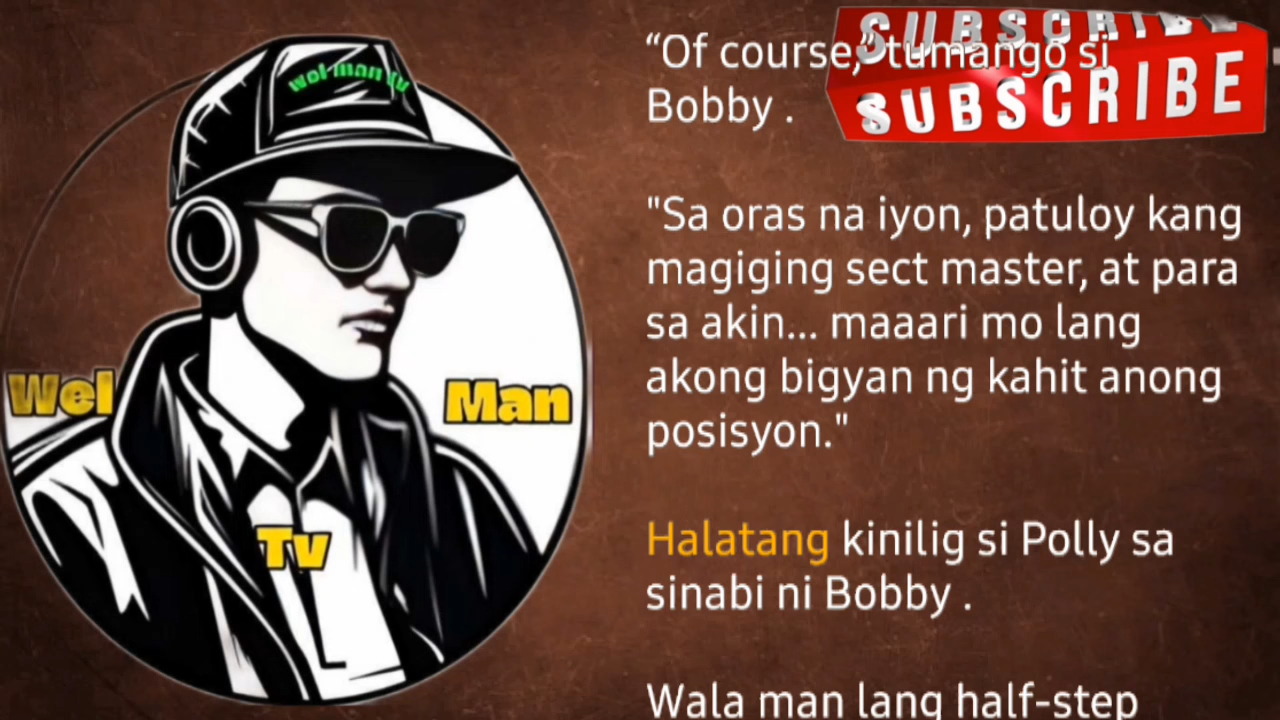 wel man tv
Wel
Man
Tv
SUBSCRIBE
SUBSCRIBE
“Of course,” tumango si
Bobby .
"Sa oras na iyon, patuloy kang
magiging sect master, at para
sa akin... maaari mo lang
akong bigyan ng kahit anong
posisyon."
Halatang kinilig si Polly sa
sinabi ni Bobby .
Wala man lang half-step